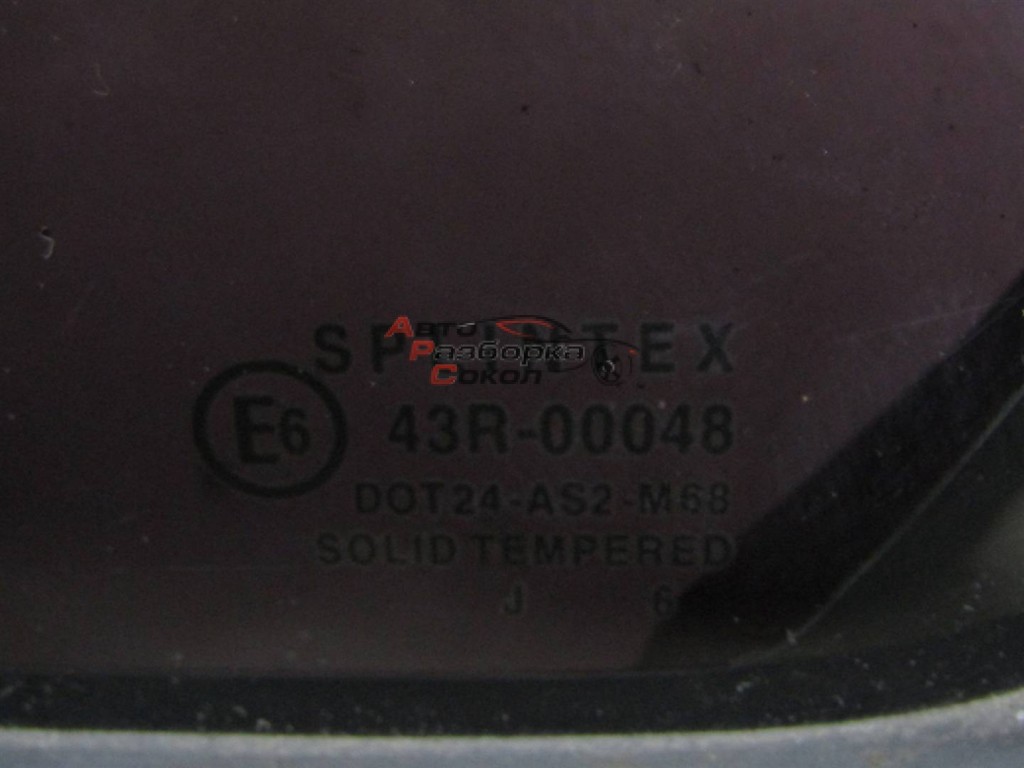 АВТО
РАЗБОРКА
СОКОЛ
E6
43R-00048
DOT24-AS2-M68
SOLID TEMPERED
J 6